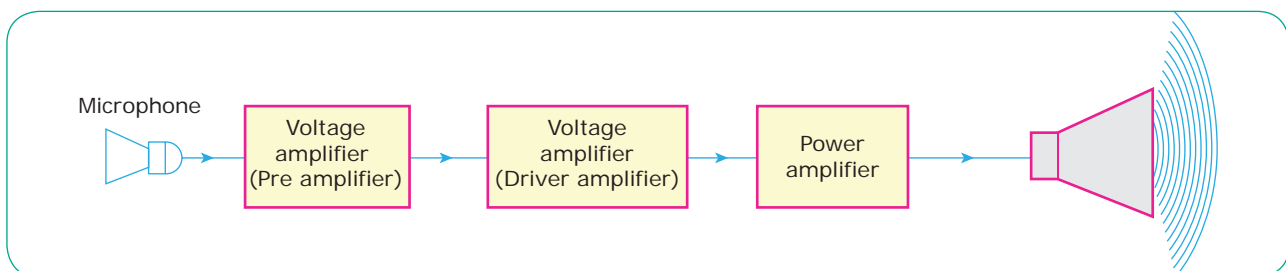 Microphone
Voltage
amplifier
(Pre amplifier)
Voltage
amplifier
(Driver amplifier)
Power
amplifier